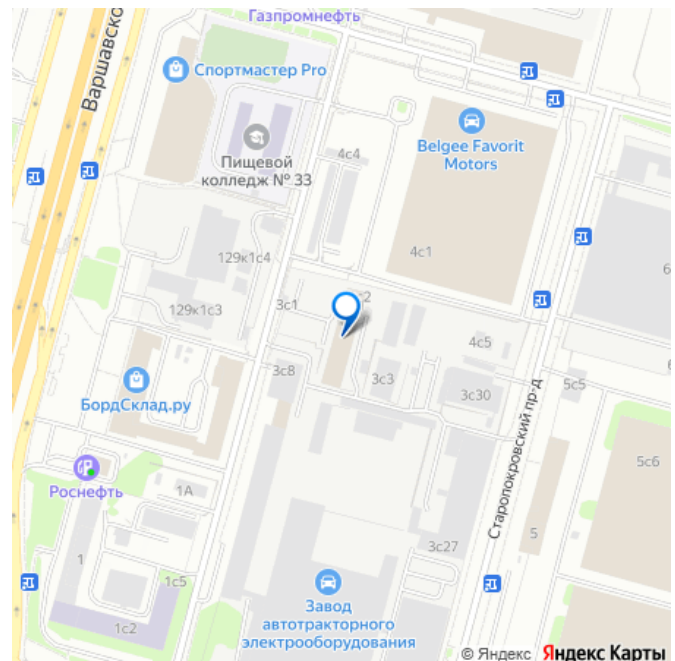 Газпромнефть
Варшавско
Спортмастер Pro
Belgee Favorit
Motors
Пищевой
колледж № 33
4с4
4с1
129к1с4
6
3с1
с2
129к1с3
4с5
3с8
3с3
5с5
6
3с30
БордСклад.ру
Старопокровский пр-д
5с6
Роснефть
1А
5
3с27
1
1с5
Завод
автотракторного
электрооборудования
1с2
© Яндекс Яндекс Карты